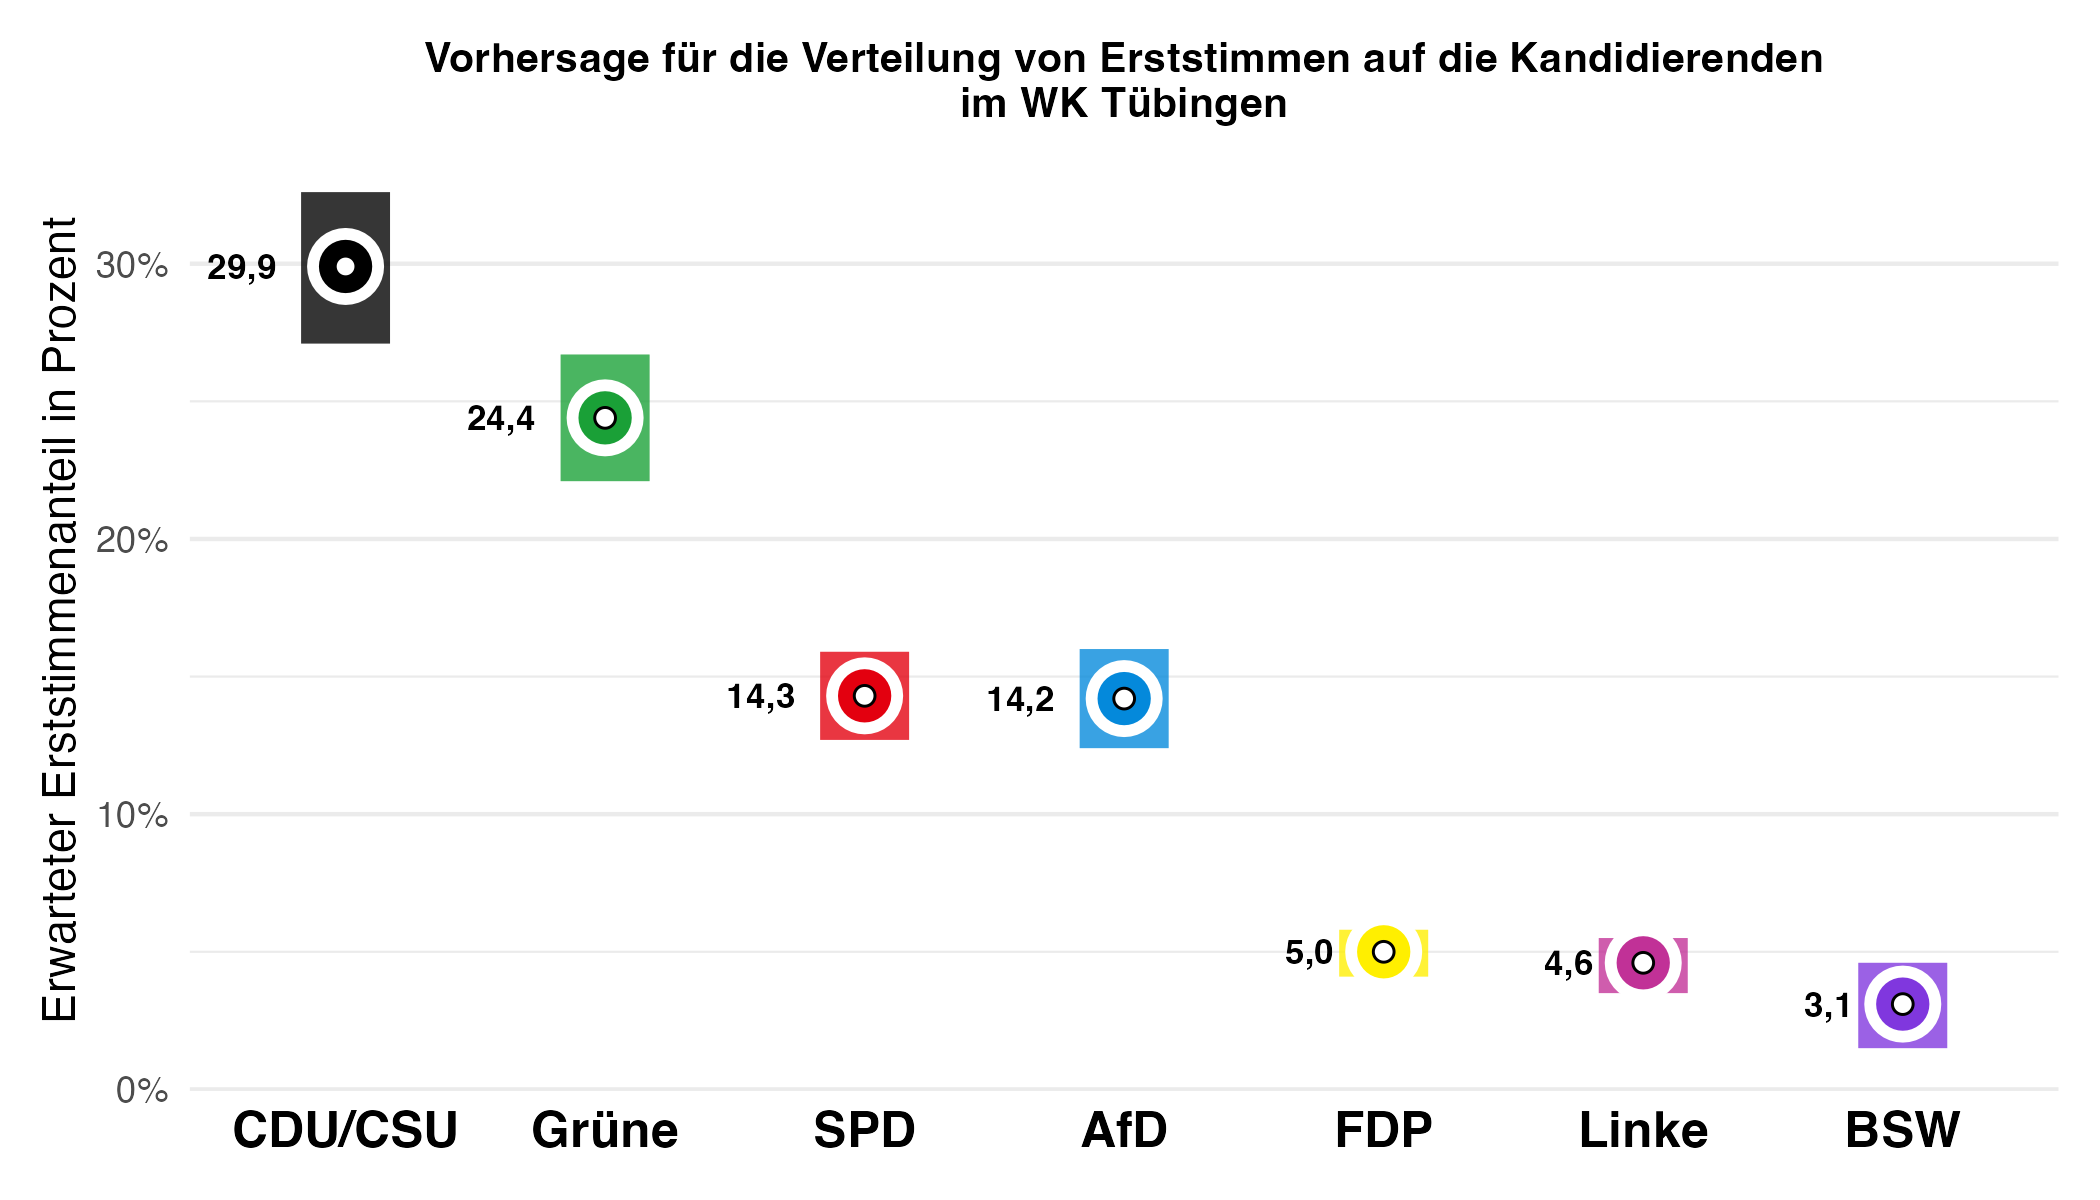 Vorhersage für die Verteilung von Erststimmen auf die Kandidierenden
im WK Tübingen
Erwarteter Erststimmenanteil in Prozent
30%
20%
10%
0%
29,9
24,4
14,3
14,2
5,0
4,6
3,1
CDU/CSU
Grüne
SPD
AfD
FDP
Linke
BSW